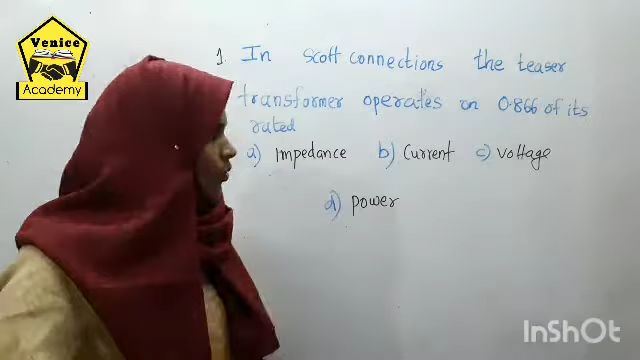 Venice
Academy
1. In Scott connections the teaser
transformer operates on 0.866 of its
rated
a) Impedance b) Current c) Voltage
d) power
InShOt